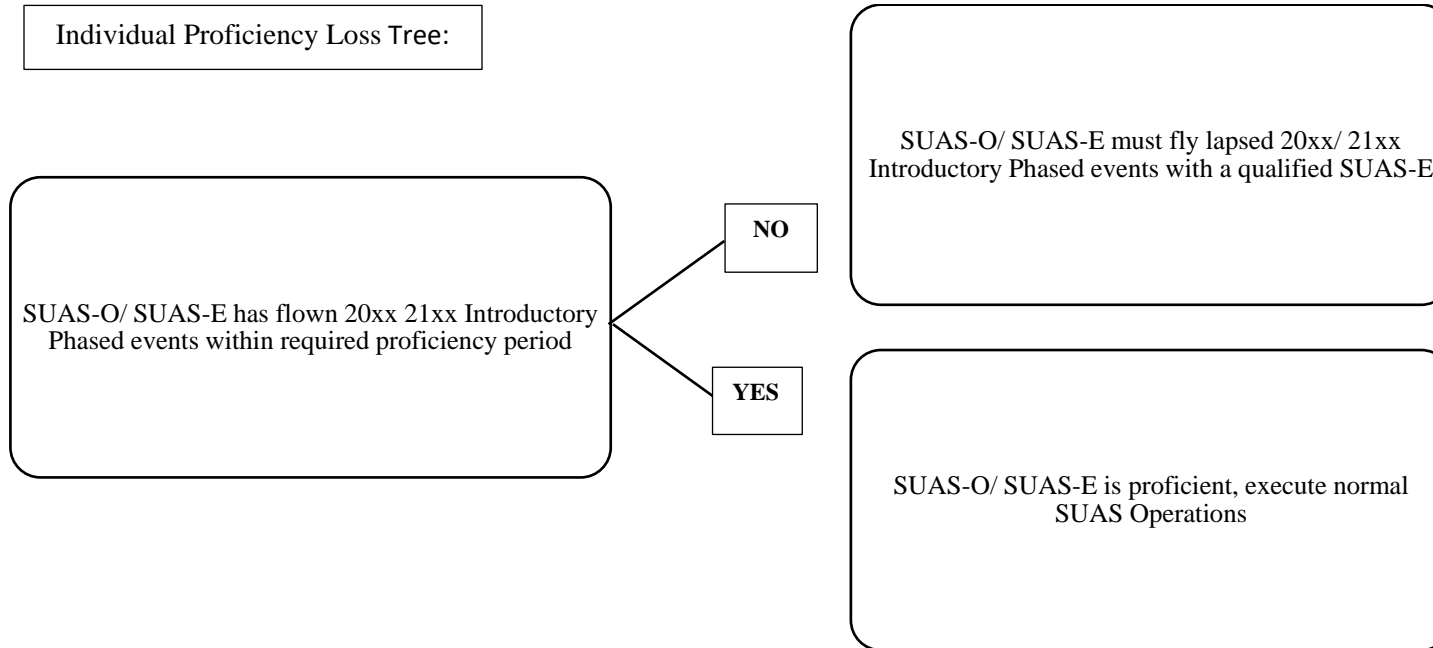 Individual Proficiency Loss Tree:
SUAS-O/ SUAS-E has flown 20xx 21xx Introductory
Phased events within required proficiency period
NO
SUAS-O/ SUAS-E must fly lapsed 20xx/ 21xx
Introductory Phased events with a qualified SUAS-E
YES
SUAS-O/ SUAS-E is proficient, execute normal
SUAS Operations